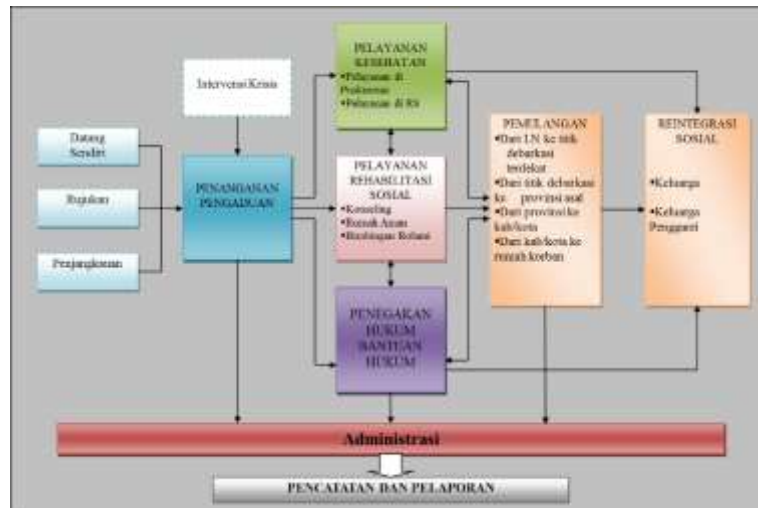 Intervensi Krisis
Datang
Sendiri
Rujukan
Penjangkauan
PENANGANAN
PENGADUAN
PELAYANAN
KESEHATAN
•Pelayanan di
Puskesmas
•Pelayanan di RS
PELAYANAN
REHABILITASI
SOSIAL
•Konseling
•Rumah Aman
•Bimbingan Rohani
PENEGAKAN
HUKUM
BANTUAN
HUKUM
PEMULANGAN
•Dari LN ke titik
debarkasi
terdekat
•Dari titik debarkasi
ke provinsi asal
•Dari provinsi ke
kab/kota
•Dari kab/kota ke
rumah korban
REINTEGRASI
SOSIAL
•Keluarga
•Keluarga
Pengganti
Administrasi
PENCATATAN DAN PELAPORAN